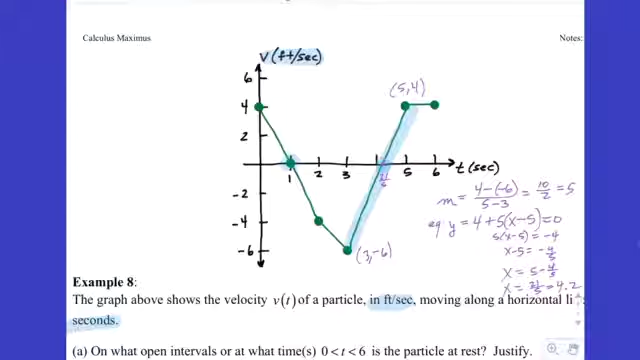 Calculus Maximus
Notes:
V (ft/sec)
6
4
2
-2
-4
-6
1
2
3
21/5
5
6
t (sec)
(5,4)
(3,-6)
m = 4-(-6)/5-3 = 10/2 = 5
eq: y = 4+5(x-5)=0
5(x-5) = -4
x-5 = -4/5
x = 5-4/5
x = 21/5 = 4.2
Example 8:
The graph above shows the velocity v(t) of a particle, in ft/sec, moving along a horizontal li
seconds.
(a) On what open intervals or at what time(s) 0 < t < 6 is the particle at rest? Justify.